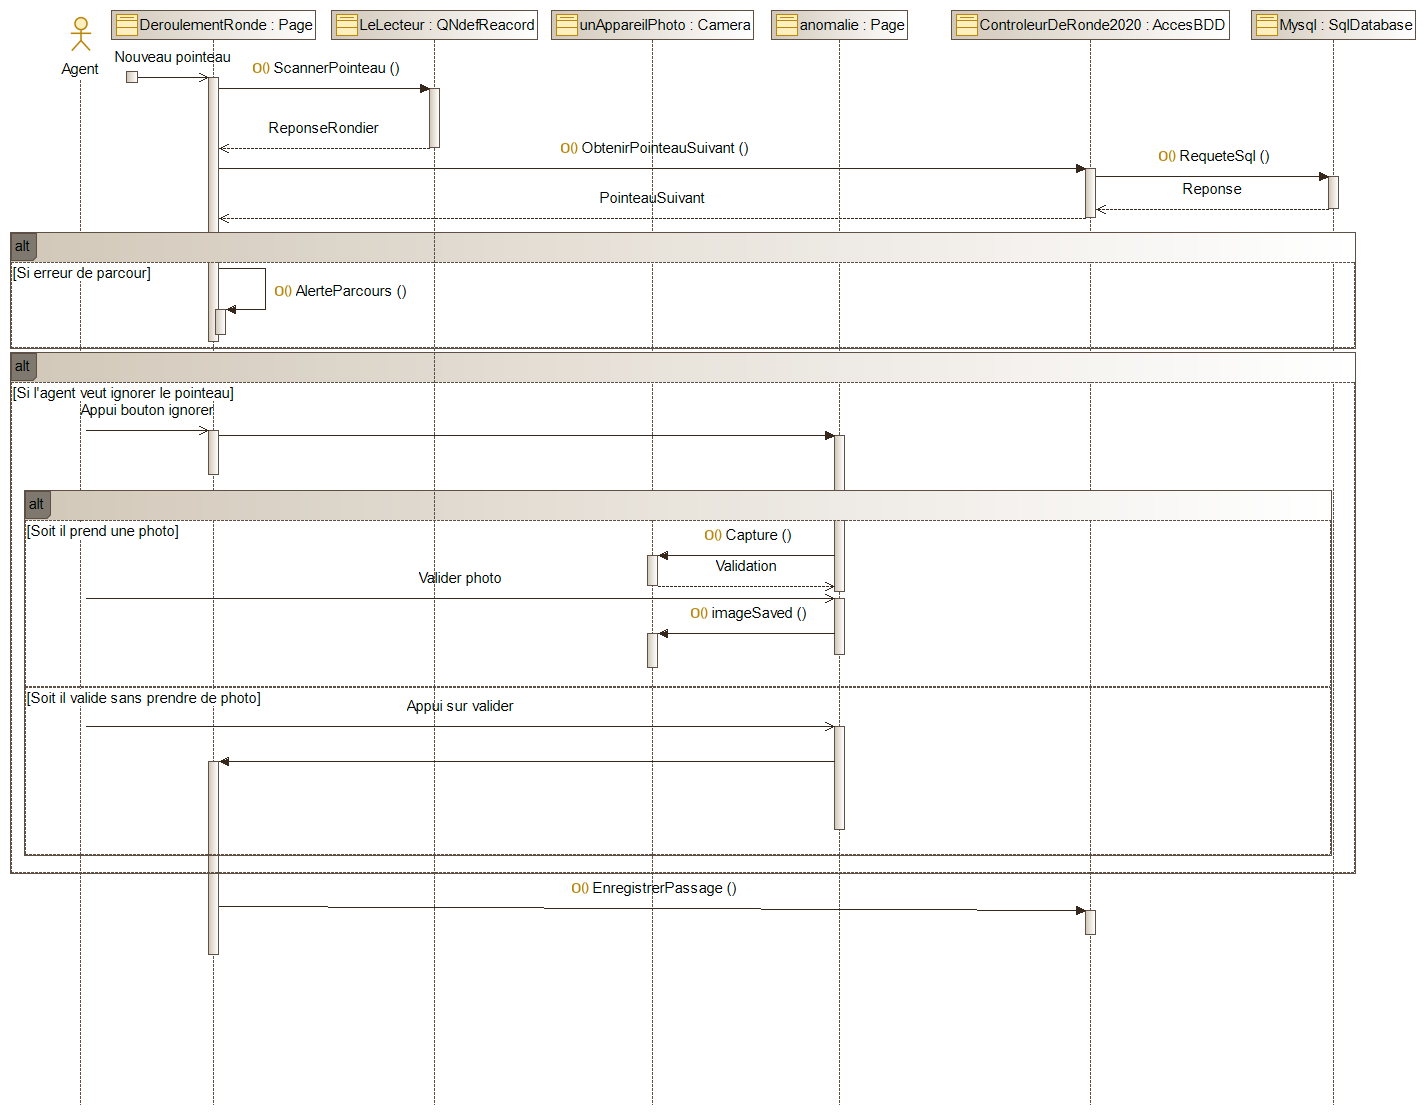 DeroulementRonde : Page
LeLecteur : QNdefReacord
unAppareilPhoto : Camera
anomalie : Page
ControleurDeRonde2020 : AccesBDD
Mysql : SqlDatabase
Agent
Nouveau pointeau
O() ScannerPointeau ()
ReponseRondier
O() ObtenirPointeauSuivant ()
O() RequeteSql ()
Reponse
PointeauSuivant
alt
[Si erreur de parcour]
O() AlerteParcours ()
alt
[Si l'agent veut ignorer le pointeau]
Appui bouton ignorer
alt
[Soit il prend une photo]
O() Capture ()
Validation
Valider photo
O() imageSaved ()
[Soit il valide sans prendre de photo]
Appui sur valider
O() EnregistrerPassage ()